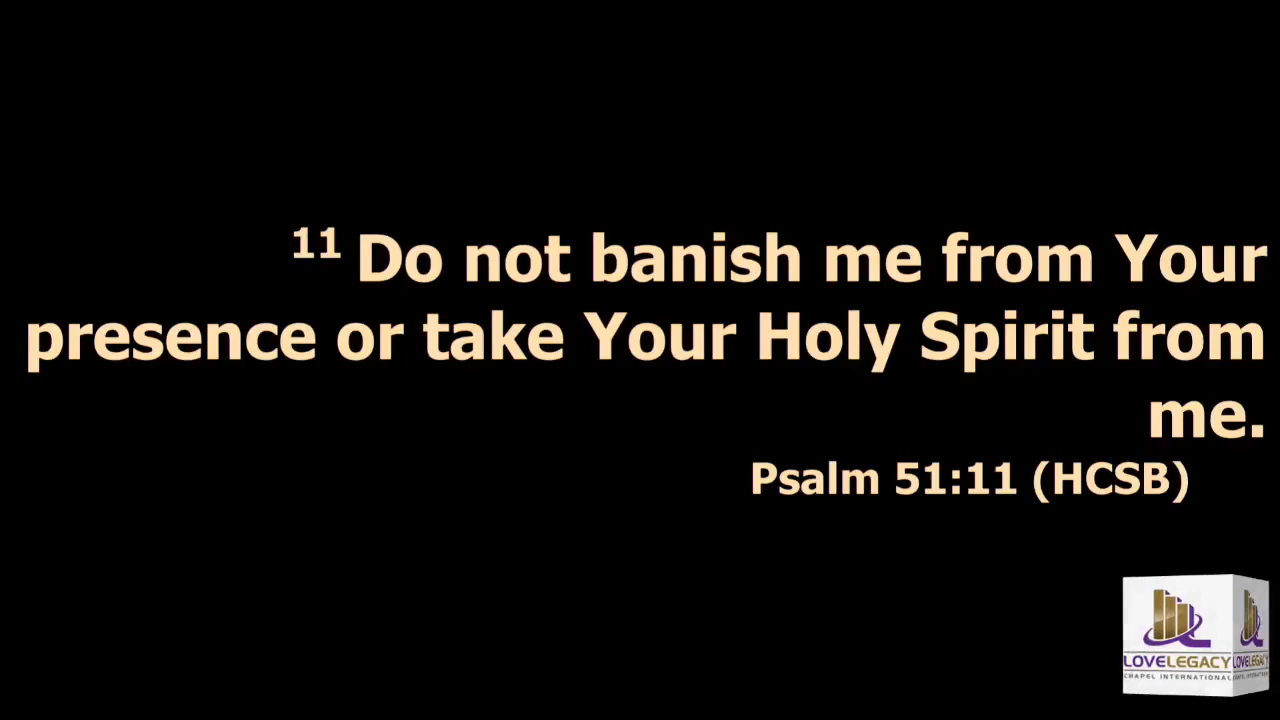 11 Do not banish me from Your
presence or take Your Holy Spirit from
me.
Psalm 51:11 (HCSB)
LOVELEGACY
CHAPEL INTERNATIONAL
LOVELEGACY